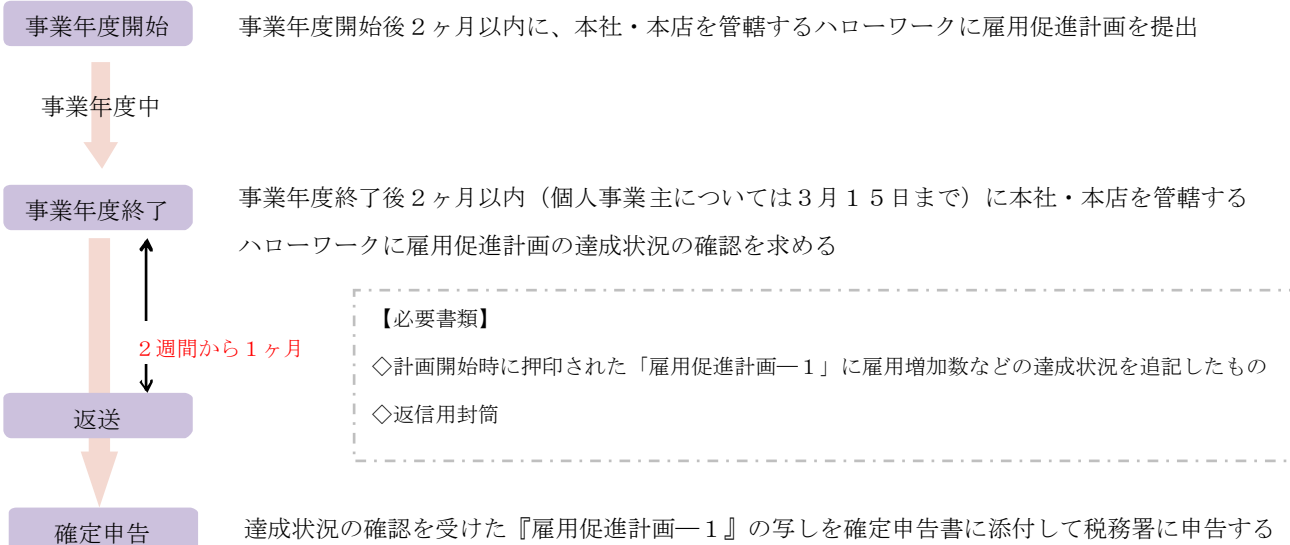 事業年度開始
事業年度開始後２ヶ月以内に、本社・本店を管轄するハローワークに雇用促進計画を提出
事業年度中
事業年度終了
事業年度終了後２ヶ月以内（個人事業主については３月１５日まで）に本社・本店を管轄する
ハローワークに雇用促進計画の達成状況の確認を求める
【必要書類】
２週間から１ヶ月
◇計画開始時に押印された「雇用促進計画―１」に雇用増加数などの達成状況を追記したもの
返送
◇返信用封筒
確定申告
達成状況の確認を受けた『雇用促進計画―１』の写しを確定申告書に添付して税務署に申告する